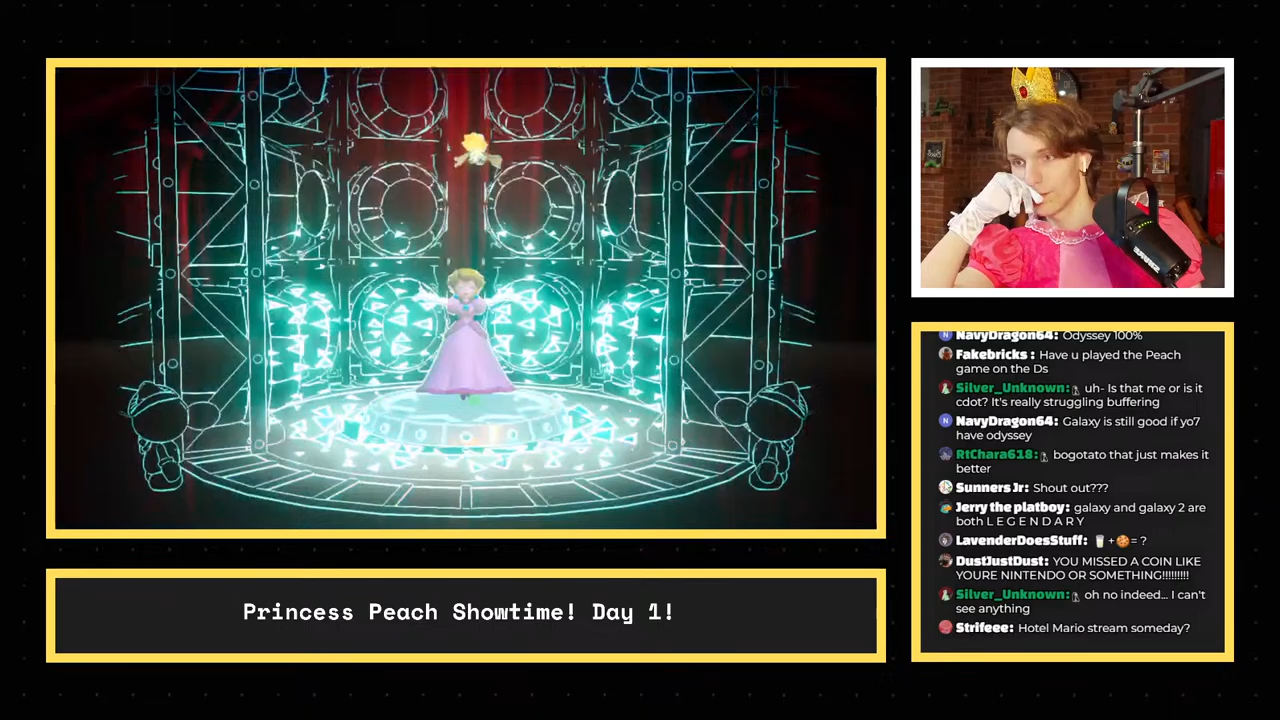 Princess Peach Showtime! Day 1!
NavyDragon64: Odyssey 100%
Fakebricks : Have u played the Peach
game on the Ds
Silver_Unknown: uh- Is that me or is it
cdot? It's really struggling buffering
NavyDragon64: Galaxy is still good if yo7
have odyssey
RtChara618: bogotato that just makes it
better
Sunners Jr: Shout out???
Jerry the platboy: galaxy and galaxy 2 are
both L E G E N D A R Y
LavenderDoesStuff: 🥛+🍪= ?
DustJustDust: YOU MISSED A COIN LIKE
YOURE NINTENDO OR SOMETHING!!!!!!!!!
Silver_Unknown: oh no indeed... I can't
see anything
Strifeee: Hotel Mario stream someday?